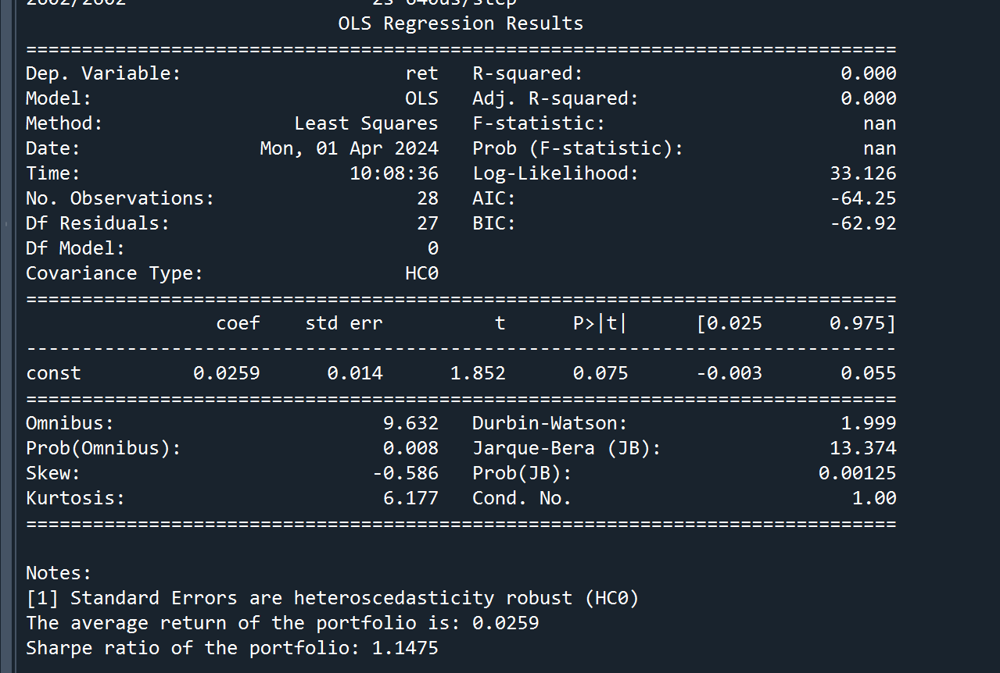 OLS Regression Results
==============================================================================
Dep. Variable: ret R-squared: 0.000
Model: OLS Adj. R-squared: 0.000
Method: Least Squares F-statistic: nan
Date: Mon, 01 Apr 2024 Prob (F-statistic): nan
Time: 10:08:36 Log-Likelihood: 33.126
No. Observations: 28 AIC: -64.25
Df Residuals: 27 BIC: -62.92
Df Model: 0
Covariance Type: HC0
==============================================================================
coef std err t P>|t| [0.025 0.975]
------------------------------------------------------------------------------
const 0.0259 0.014 1.852 0.075 -0.003 0.055
==============================================================================
Omnibus: 9.632 Durbin-Watson: 1.999
Prob(Omnibus): 0.008 Jarque-Bera (JB): 13.374
Skew: -0.586 Prob(JB): 0.00125
Kurtosis: 6.177 Cond. No. 1.00
==============================================================================
Notes:
[1] Standard Errors are heteroscedasticity robust (HC0)
The average return of the portfolio is: 0.0259
Sharpe ratio of the portfolio: 1.1475